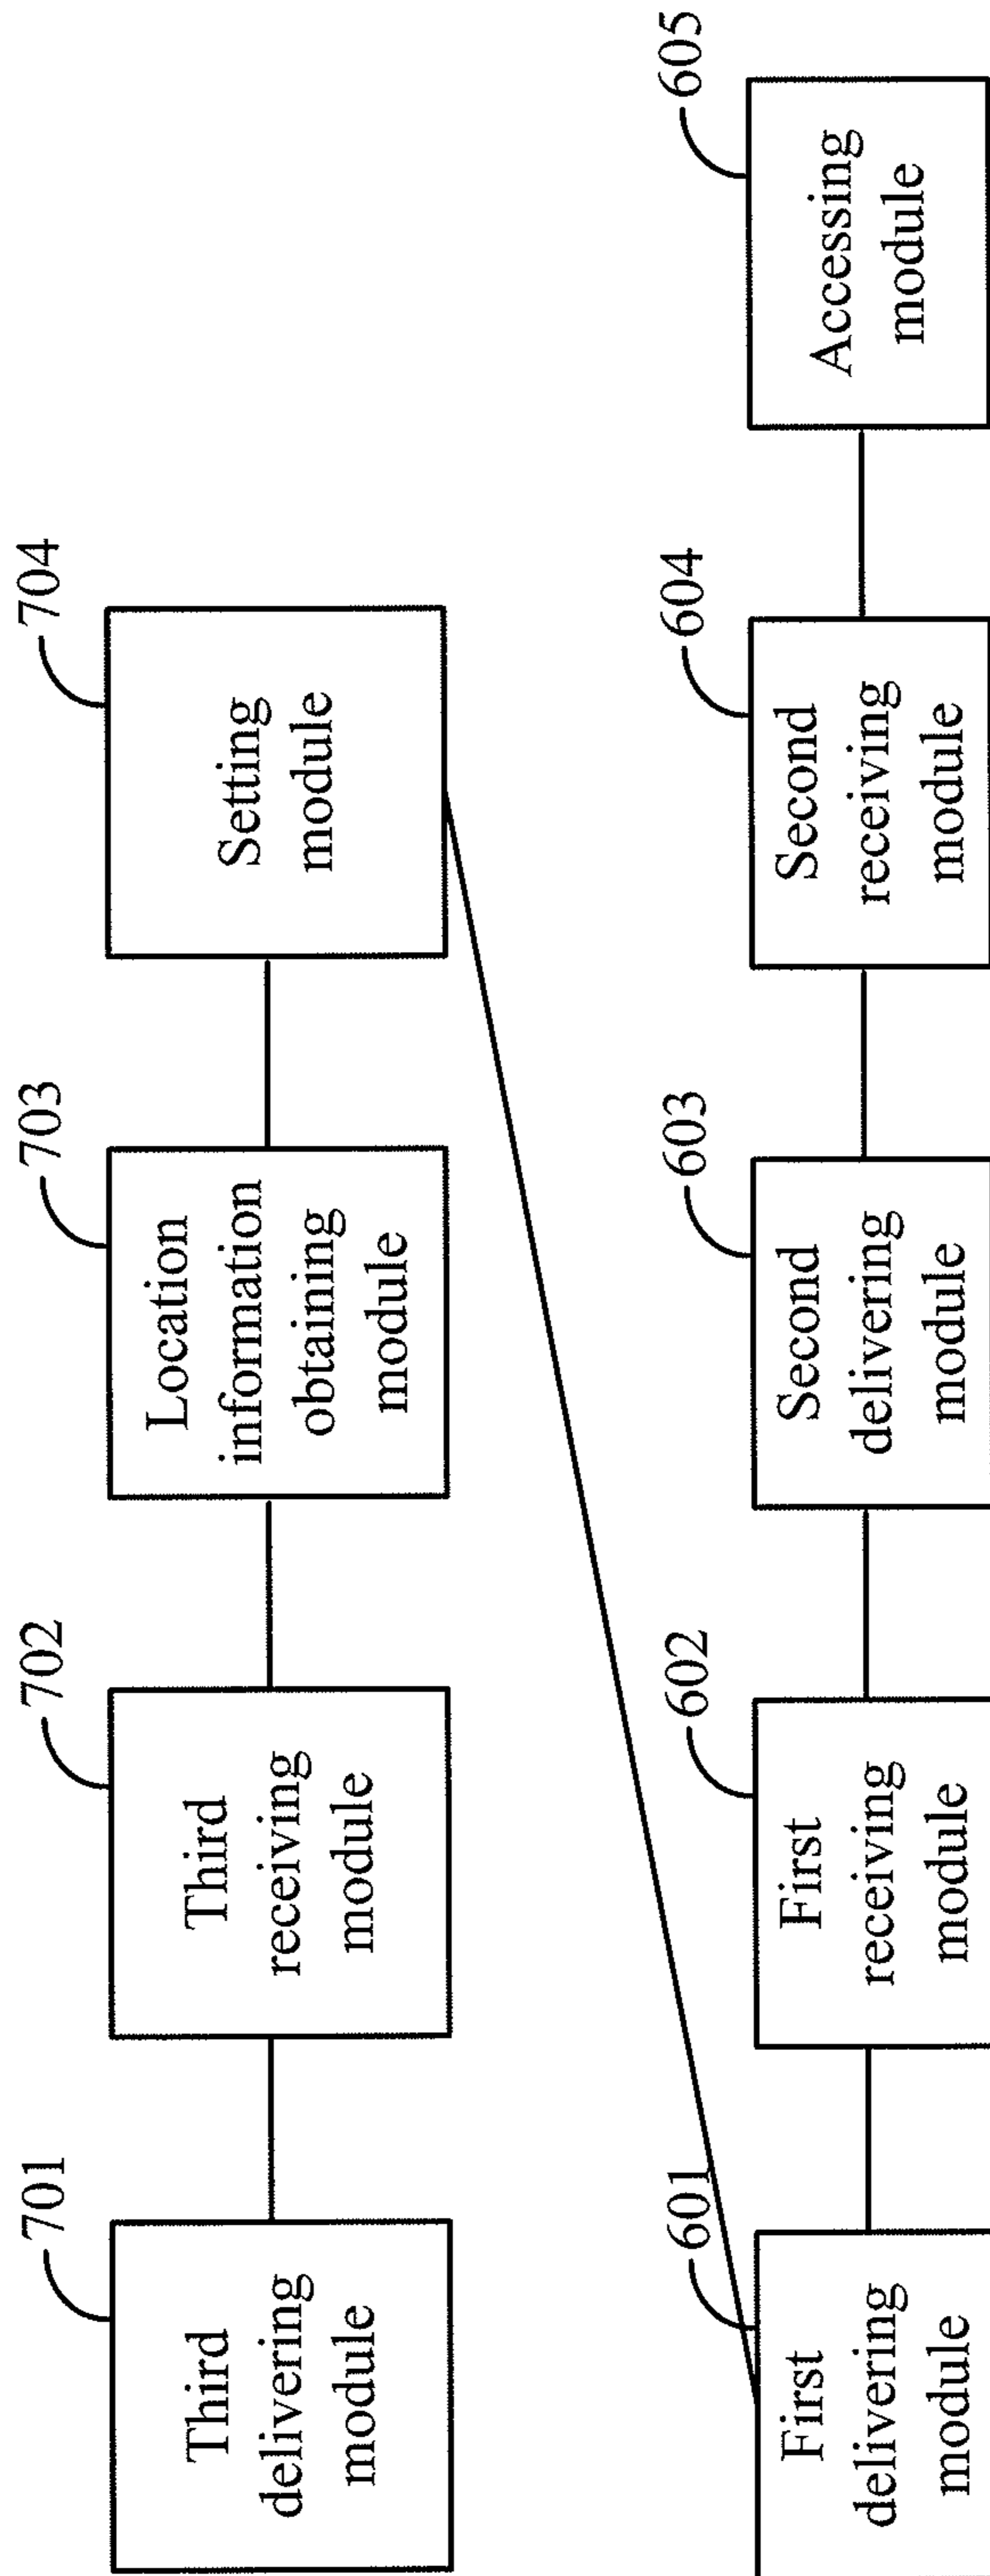 701
Third
delivering
module
702
Third
receiving
module
703
Location
information
obtaining
module
704
Setting
module
601
First
delivering
module
602
First
receiving
module
603
Second
delivering
module
604
Second
receiving
module
605
Accessing
module